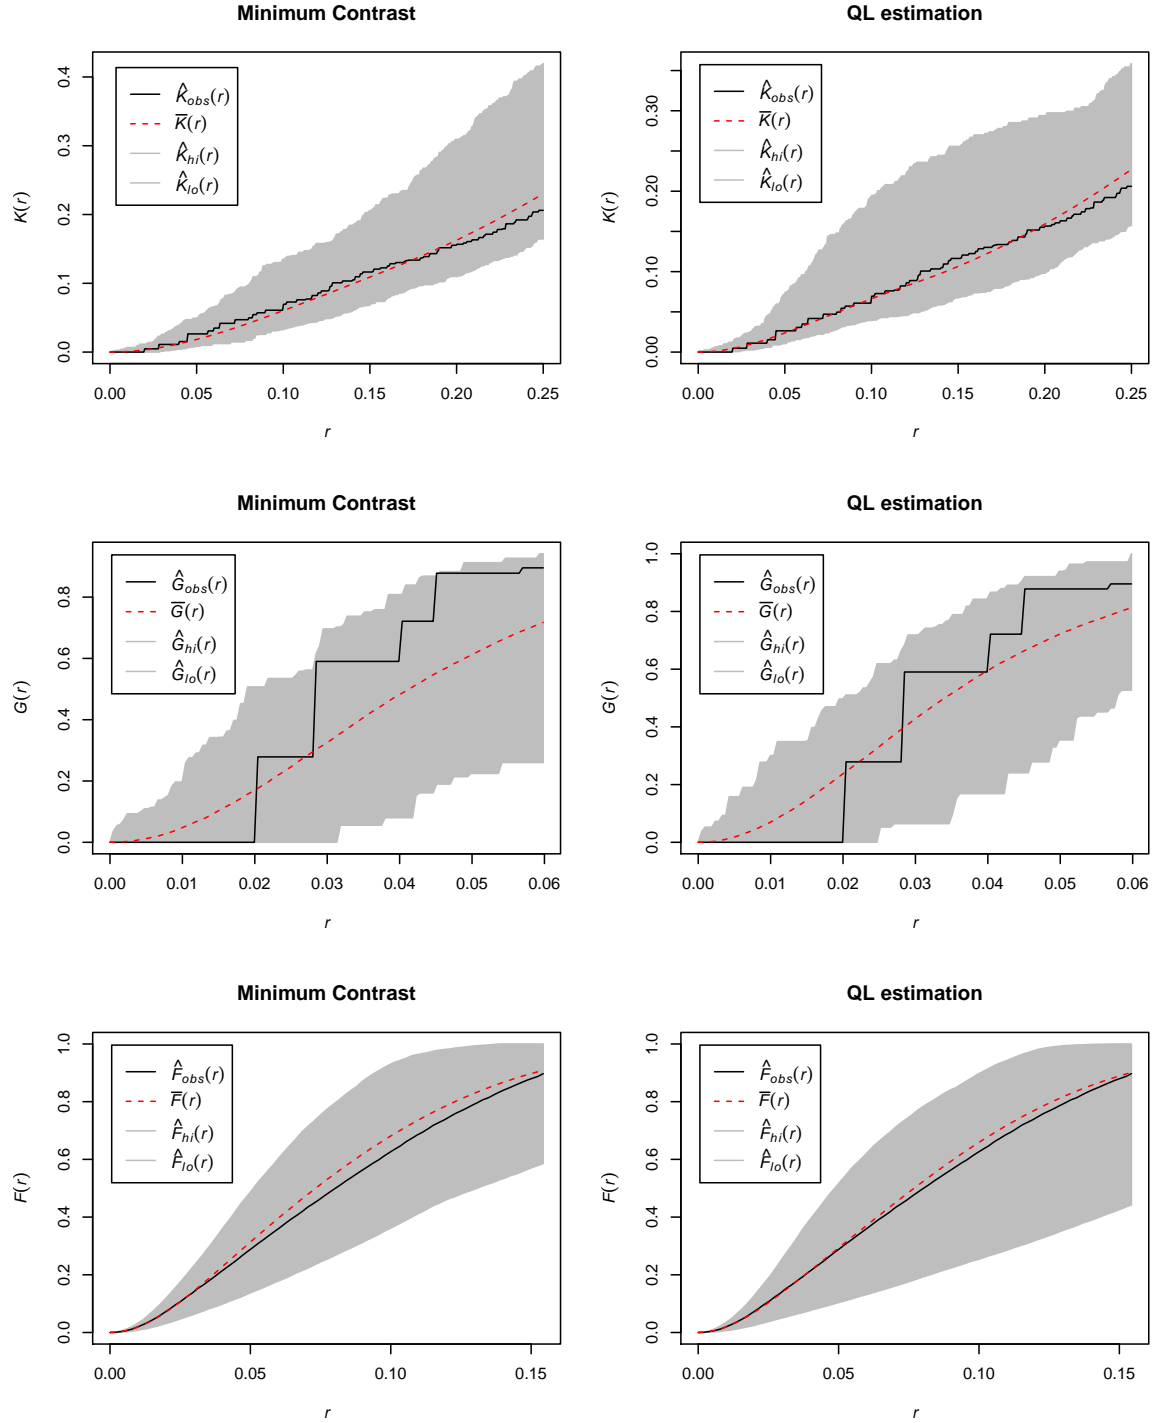 Minimum Contrast
K̂obs(r)
K̄(r)
K̂hi(r)
K̂lo(r)
K(r)
0.0 0.1 0.2 0.3 0.4
0.00 0.05 0.10 0.15 0.20 0.25
r
QL estimation
K̂obs(r)
K̄(r)
K̂hi(r)
K̂lo(r)
K(r)
0.00 0.10 0.20 0.30
0.00 0.05 0.10 0.15 0.20 0.25
r
Minimum Contrast
Ĝobs(r)
Ḡ(r)
Ĝhi(r)
Ĝlo(r)
G(r)
0.0 0.2 0.4 0.6 0.8
0.00 0.01 0.02 0.03 0.04 0.05 0.06
r
QL estimation
Ĝobs(r)
Ḡ(r)
Ĝhi(r)
Ĝlo(r)
G(r)
0.0 0.2 0.4 0.6 0.8 1.0
0.00 0.01 0.02 0.03 0.04 0.05 0.06
r
Minimum Contrast
F̂obs(r)
F̄(r)
F̂hi(r)
F̂lo(r)
F(r)
0.0 0.2 0.4 0.6 0.8 1.0
0.00 0.05 0.10 0.15
r
QL estimation
F̂obs(r)
F̄(r)
F̂hi(r)
F̂lo(r)
F(r)
0.0 0.2 0.4 0.6 0.8 1.0
0.00 0.05 0.10 0.15
r